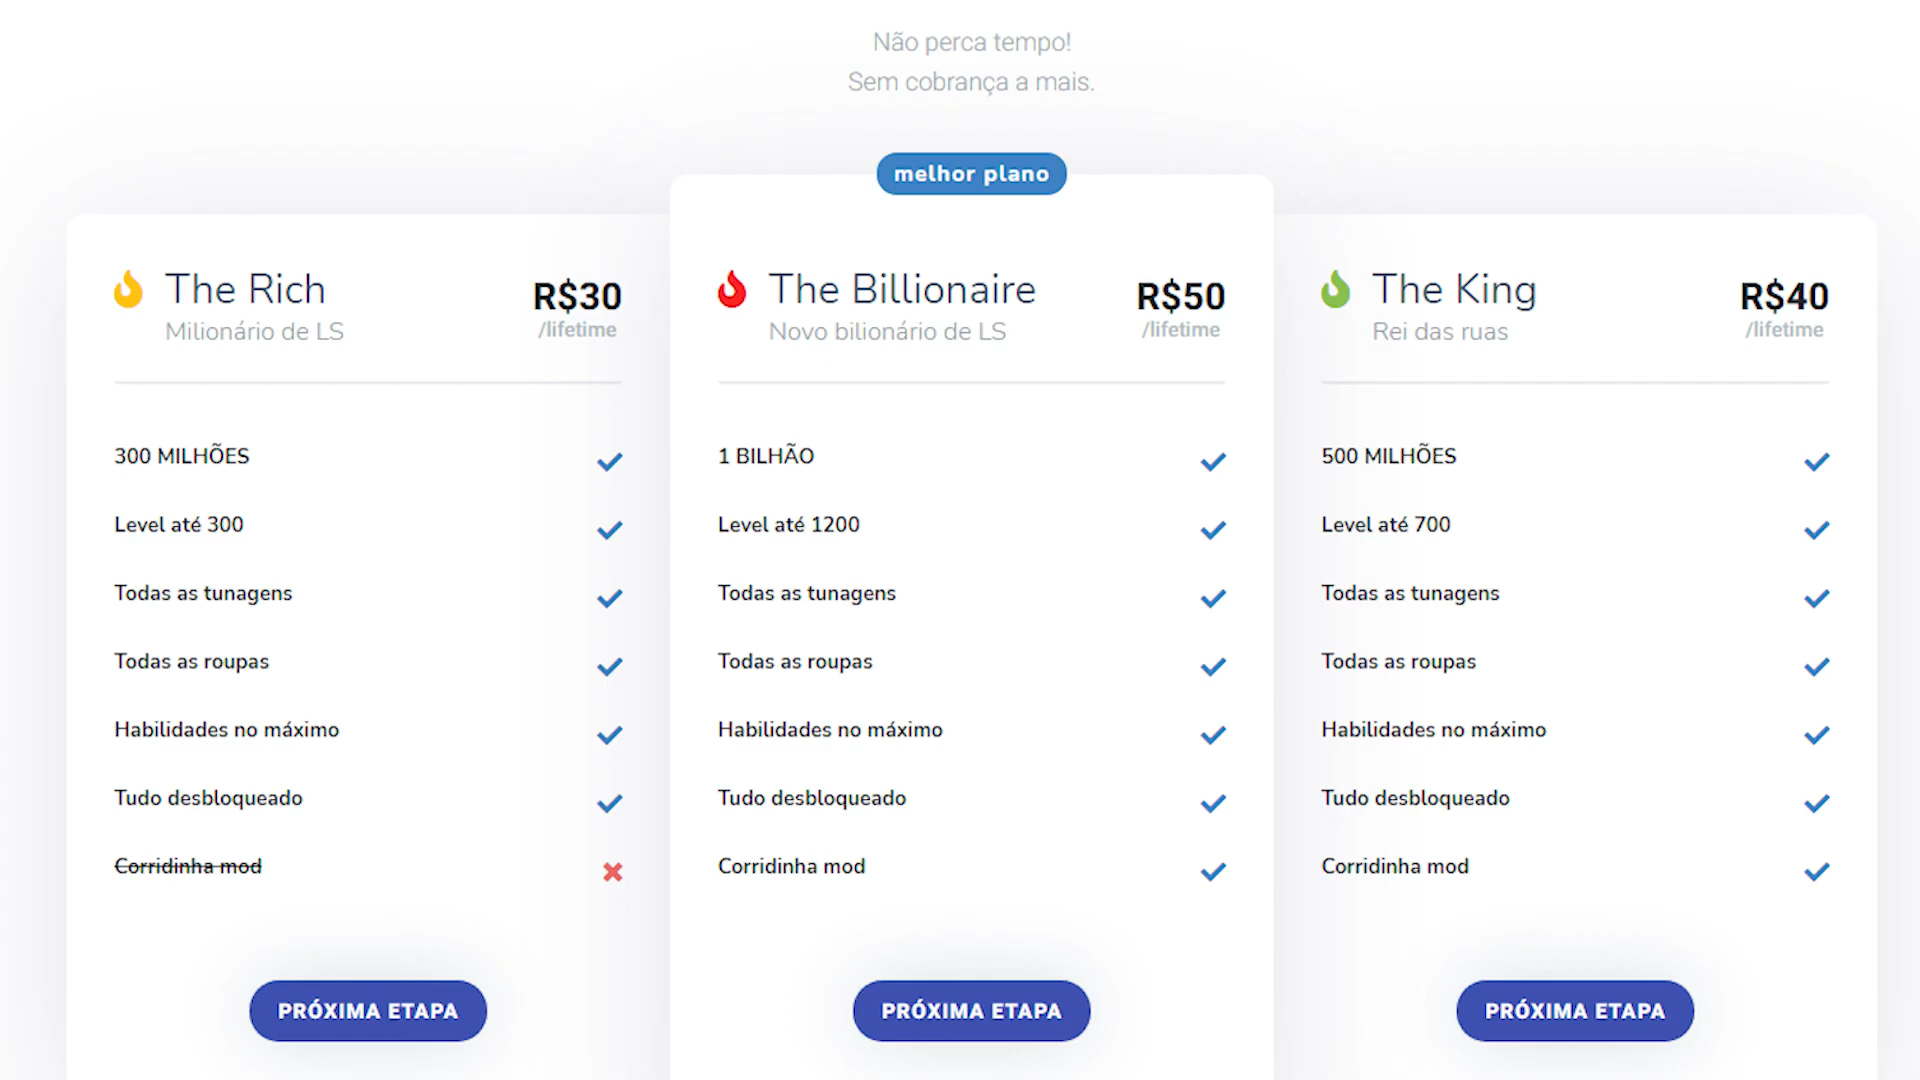 Não perca tempo!
Sem cobrança a mais.
melhor plano
The Rich
Milionário de LS
R$30
/lifetime
300 MILHÕES
Level até 300
Todas as tunagens
Todas as roupas
Habilidades no máximo
Tudo desbloqueado
Corridinha mod
PRÓXIMA ETAPA
The Billionaire
Novo bilionário de LS
R$50
/lifetime
1 BILHÃO
Level até 1200
Todas as tunagens
Todas as roupas
Habilidades no máximo
Tudo desbloqueado
Corridinha mod
PRÓXIMA ETAPA
The King
Rei das ruas
R$40
/lifetime
500 MILHÕES
Level até 700
Todas as tunagens
Todas as roupas
Habilidades no máximo
Tudo desbloqueado
Corridinha mod
PRÓXIMA ETAPA